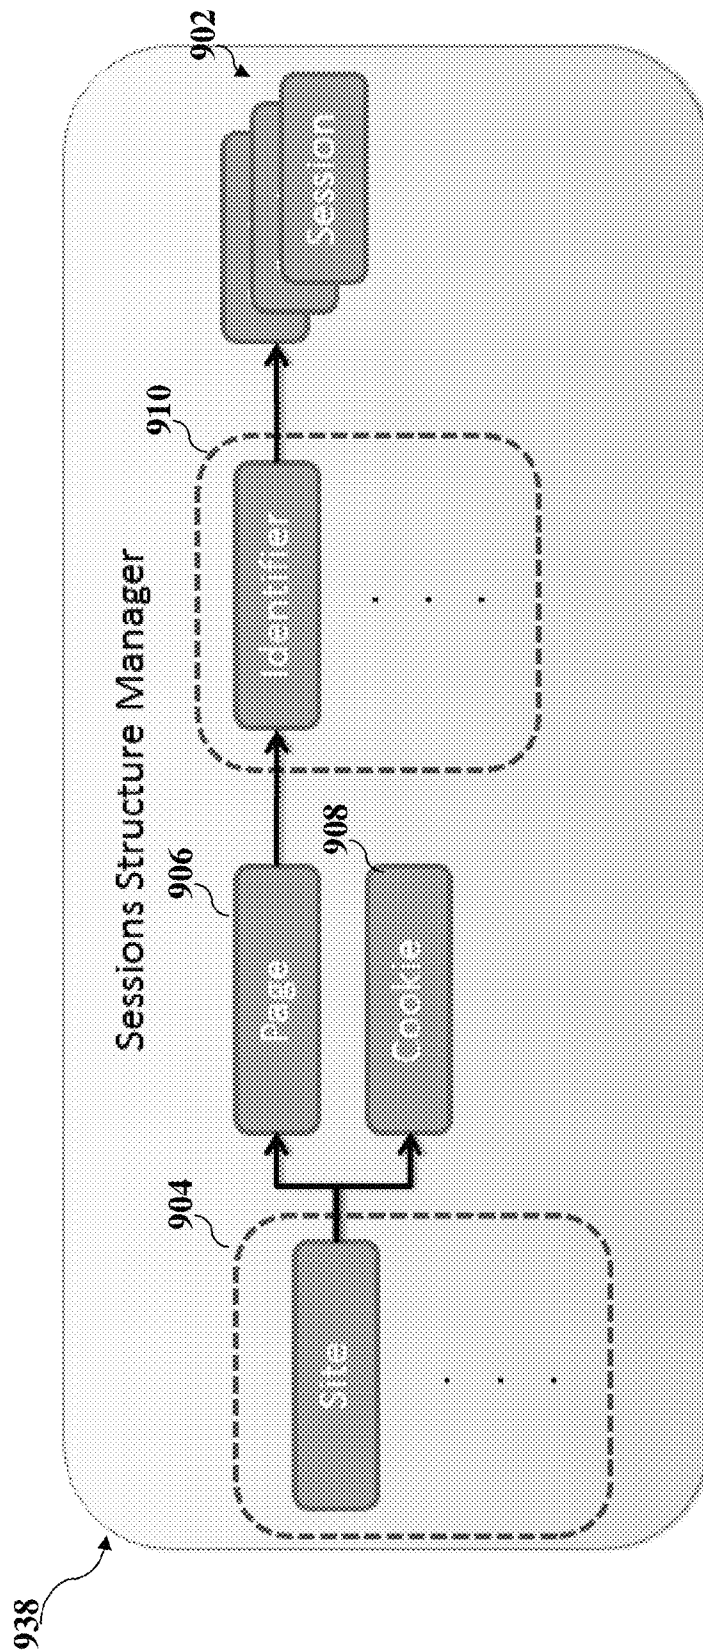 938
Sessions Structure Manager
904
Site
. . .
906
Page
908
Cookie
910
Identifier
. . .
902
Session